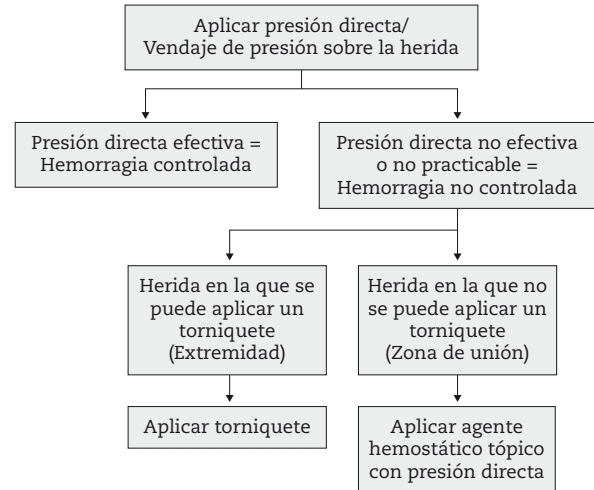 Aplicar presión directa/
Vendaje de presión sobre la herida
Presión directa efectiva =
Hemorragia controlada
Presión directa no efectiva
o no practicable =
Hemorragia no controlada
Herida en la que se
puede aplicar un
torniquete
(Extremidad)
Herida en la que no
se puede aplicar un
torniquete
(Zona de unión)
Aplicar torniquete
Aplicar agente
hemostático tópico
con presión directa